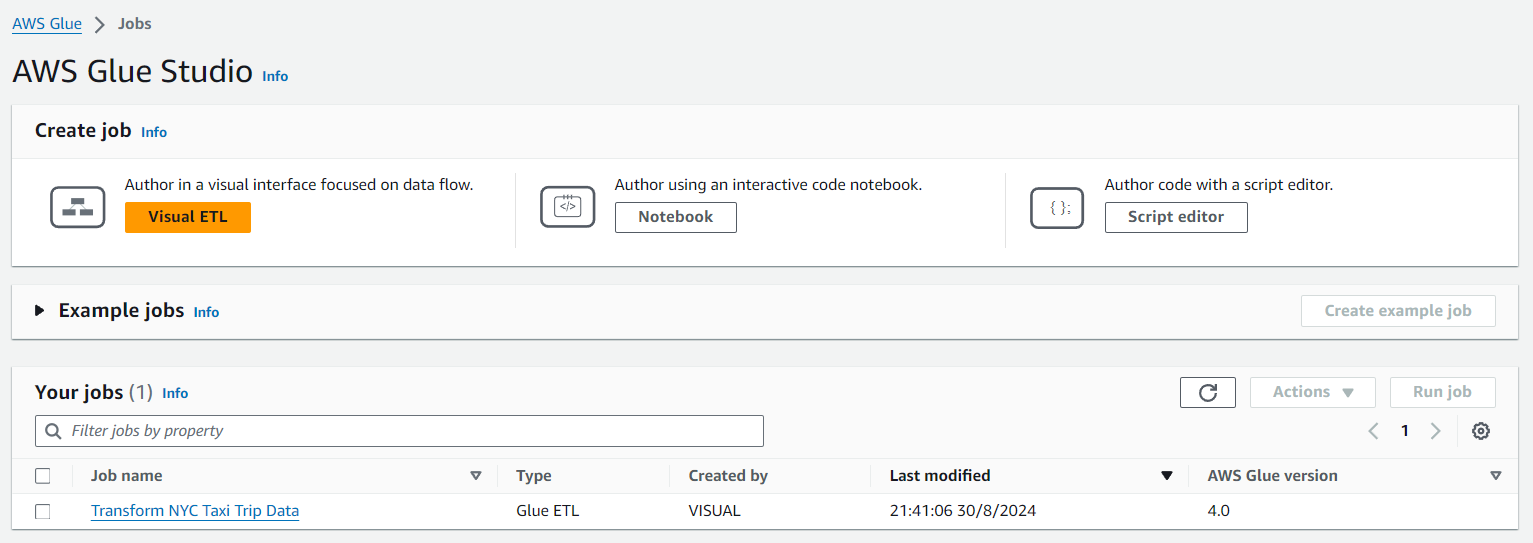 AWS Glue > Jobs
AWS Glue Studio Info
Create job Info
Author in a visual interface focused on data flow.
Visual ETL
Author using an interactive code notebook.
</>
Notebook
Author code with a script editor.
{ };
Script editor
Example jobs Info
Create example job
Your jobs (1) Info
Actions
Run job
Filter jobs by property
1
Job name Type Created by Last modified AWS Glue version
Transform NYC Taxi Trip Data Glue ETL VISUAL 21:41:06 30/8/2024 4.0